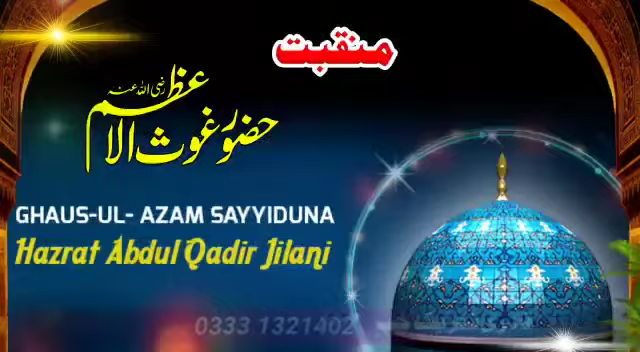 منقبت
حضور غوث الاعظم رضی اللہ عنہ
GHAUS-UL- AZAM SAYYIDUNA
Hazrat Abdul Qadir Jilani
0333 1321402